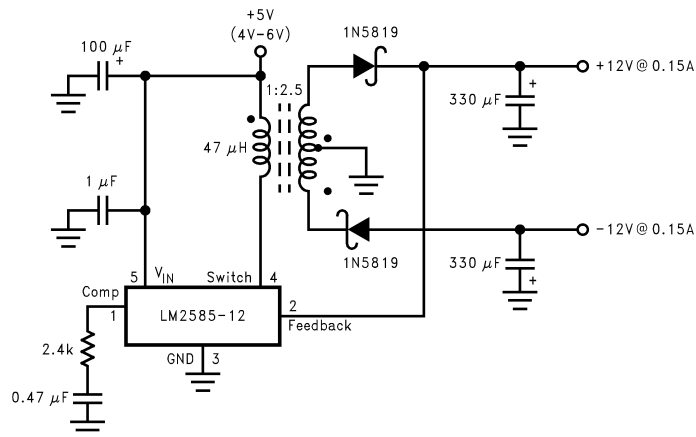 +5V
(4V-6V)
1N5819
100 μF
+
+12V @ 0.15A
1:2.5
+
330 μF
47 μH
1 μF
-12V @ 0.15A
1N5819
330 μF
+
5
VIN
Switch
4
Comp
1
LM2585-12
2
Feedback
2.4k
GND
3
0.47 μF